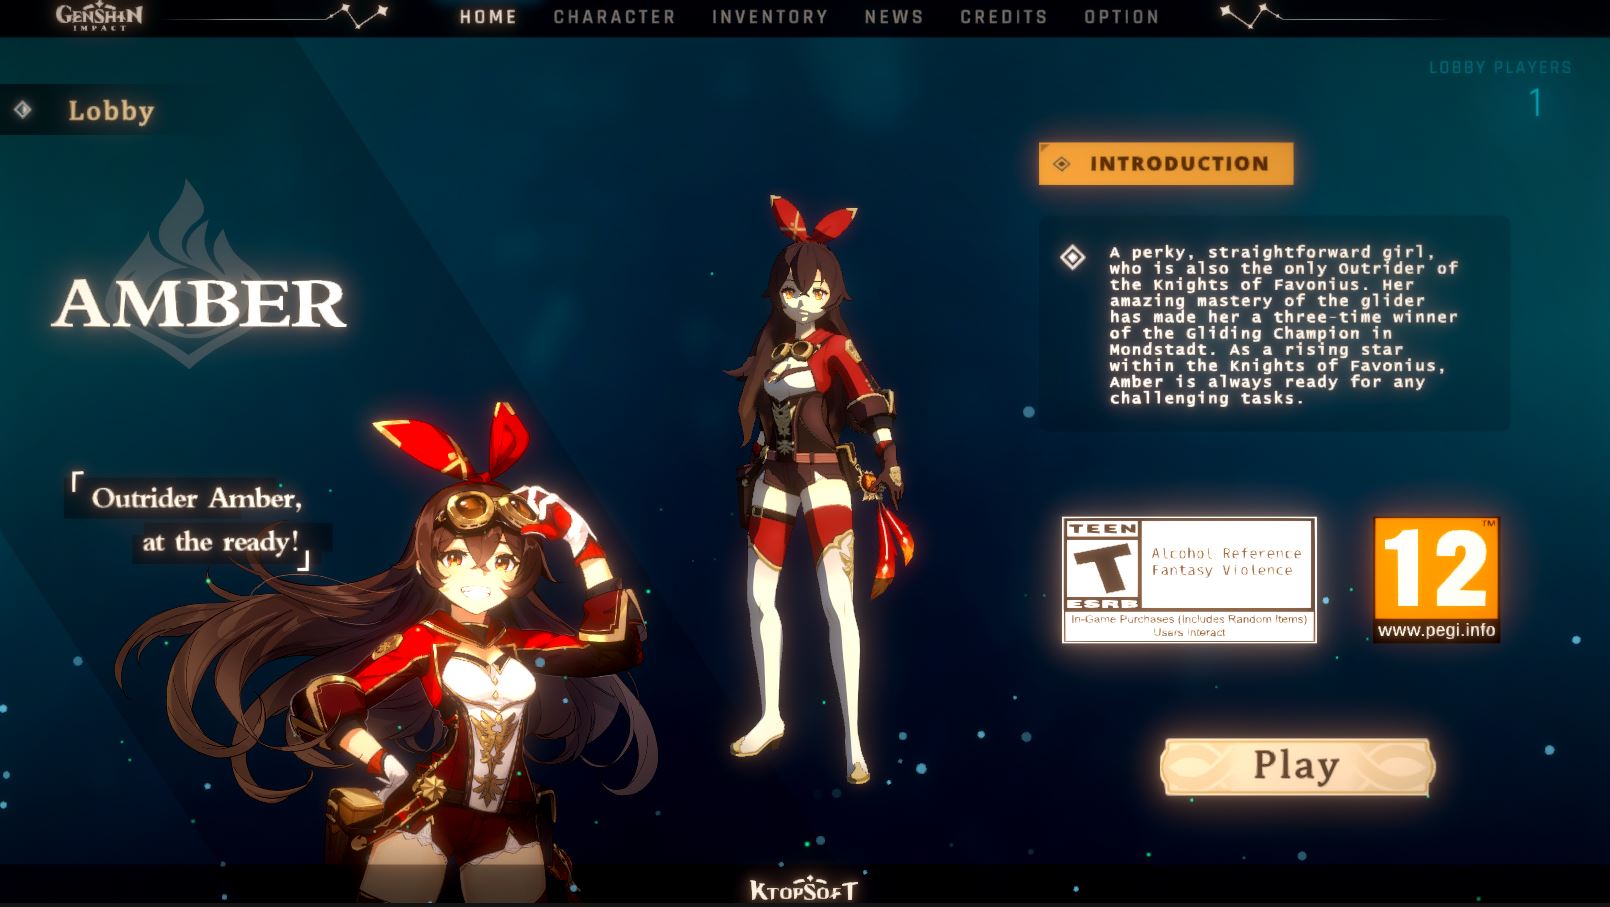 GENSHIN
IMPACT
HOME
CHARACTER
INVENTORY
NEWS
CREDITS
OPTION
LOBBY PLAYERS
1
Lobby
AMBER
「Outrider Amber,
at the ready!」
INTRODUCTION
A perky, straightforward girl,
who is also the only Outrider of
the Knights of Favonius. Her
amazing mastery of the glider
has made her a three-time winner
of the Gliding Champion in
Mondstadt. As a rising star
within the Knights of Favonius,
Amber is always ready for any
challenging tasks.
TEEN
T
ESRB
Alcohol Reference
Fantasy Violence
In-Game Purchases (Includes Random Items)
Users Interact
12
TM
www.pegi.info
Play
KTOPSOFT